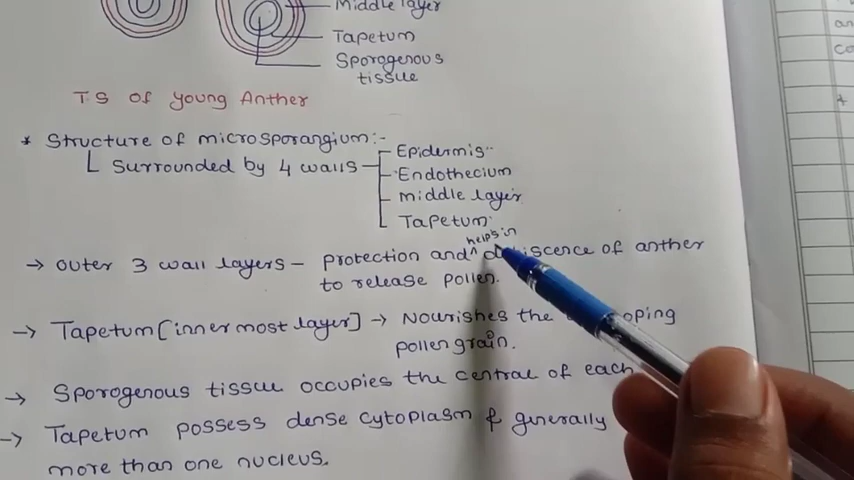 Middle layer
Tapetum
Sporogenous
tissue
T.S of Young Anther
* Structure of microsporangium:-
Surrounded by 4 walls
Epidermis
Endothecium
middle layer
Tapetum
→ outer 3 wall layers - protection and helps in dehiscence of anther
to release pollen.
→ Tapetum [inner most layer] → Nourishes the
pollen grain.
→ Sporogenous tissue occupies the central of each
→ Tapetum possess dense cytoplasm & generally
more than one nucleus.